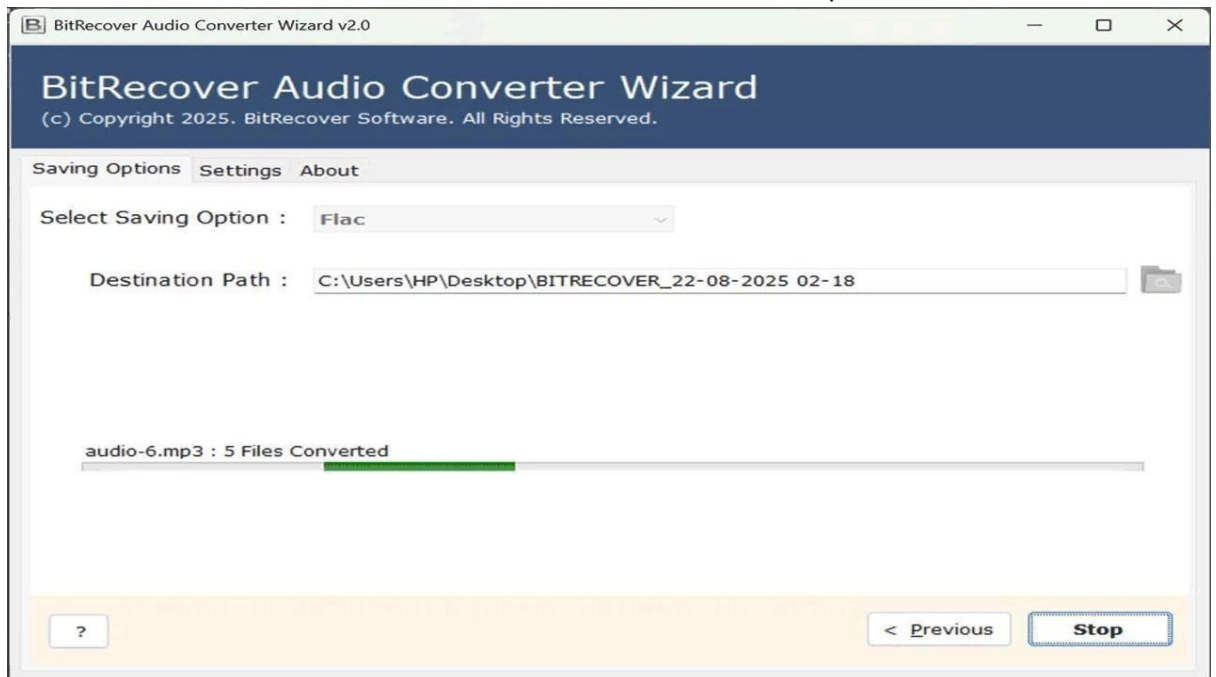 BitRecover Audio Converter Wizard v2.0
BitRecover Audio Converter Wizard
(c) Copyright 2025. BitRecover Software. All Rights Reserved.
Saving Options Settings About
Select Saving Option : Flac
Destination Path : C:\Users\HP\Desktop\BITRECOVER_22-08-2025 02-18
audio-6.mp3 : 5 Files Converted
? < Previous Stop